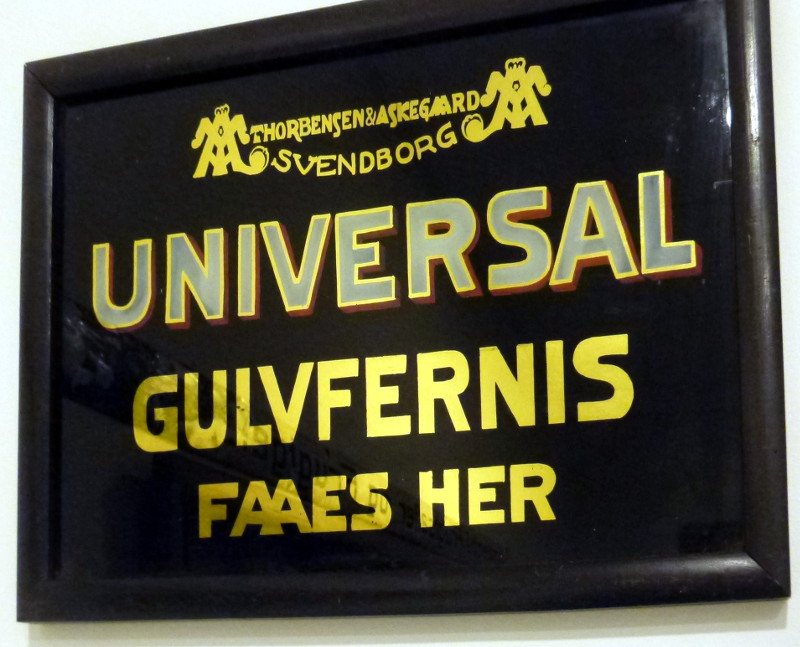 THORBENSEN & ASKEGAARD
SVENDBORG
UNIVERSAL
GULVFERNIS
FAAES HER